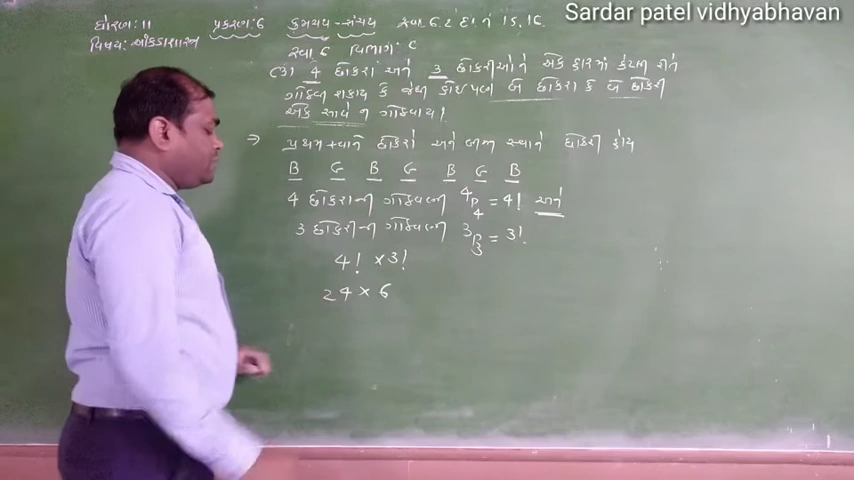 Sardar patel vidhyabhavan
ધોરણ: 11 પ્રકરણ: 6 ક્રમચય-સંચય સ્વા. 6.2 દા નં 15, 16
વિષય: આંકડાશાસ્ત્ર
સ્વા 6 વિભાગ: C
4 છોકરા અને 3 છોકરીઓને એક હારમાં કેટલી રીતે
ગોઠવી શકાય કે જેથી કોઈપણ બે છોકરા કે બે છોકરી
એક સાથે ન ગોઠવાય!
⇒ પ્રથમ સ્થાને છોકરો અને બીજા સ્થાને છોકરી હોય
B G B G B G B
4 છોકરાની ગોઠવણી ⁴P₄ = 4! અને
3 છોકરીની ગોઠવણી ³P₃ = 3!
4! × 3!
24 × 6